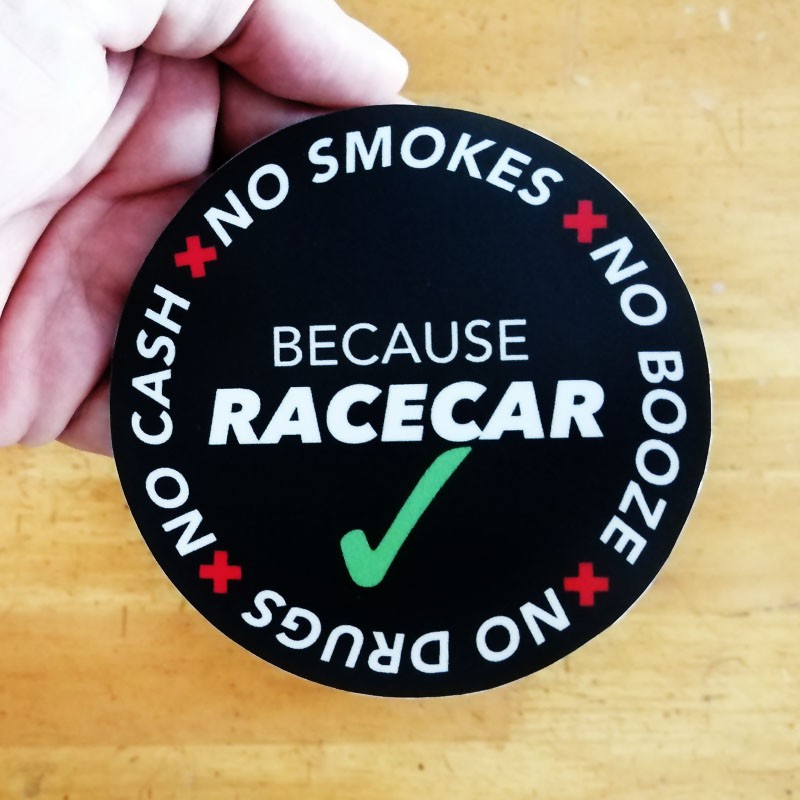 NO SMOKES
NO BOOZE
NO DRUGS
NO CASH
BECAUSE
RACECAR